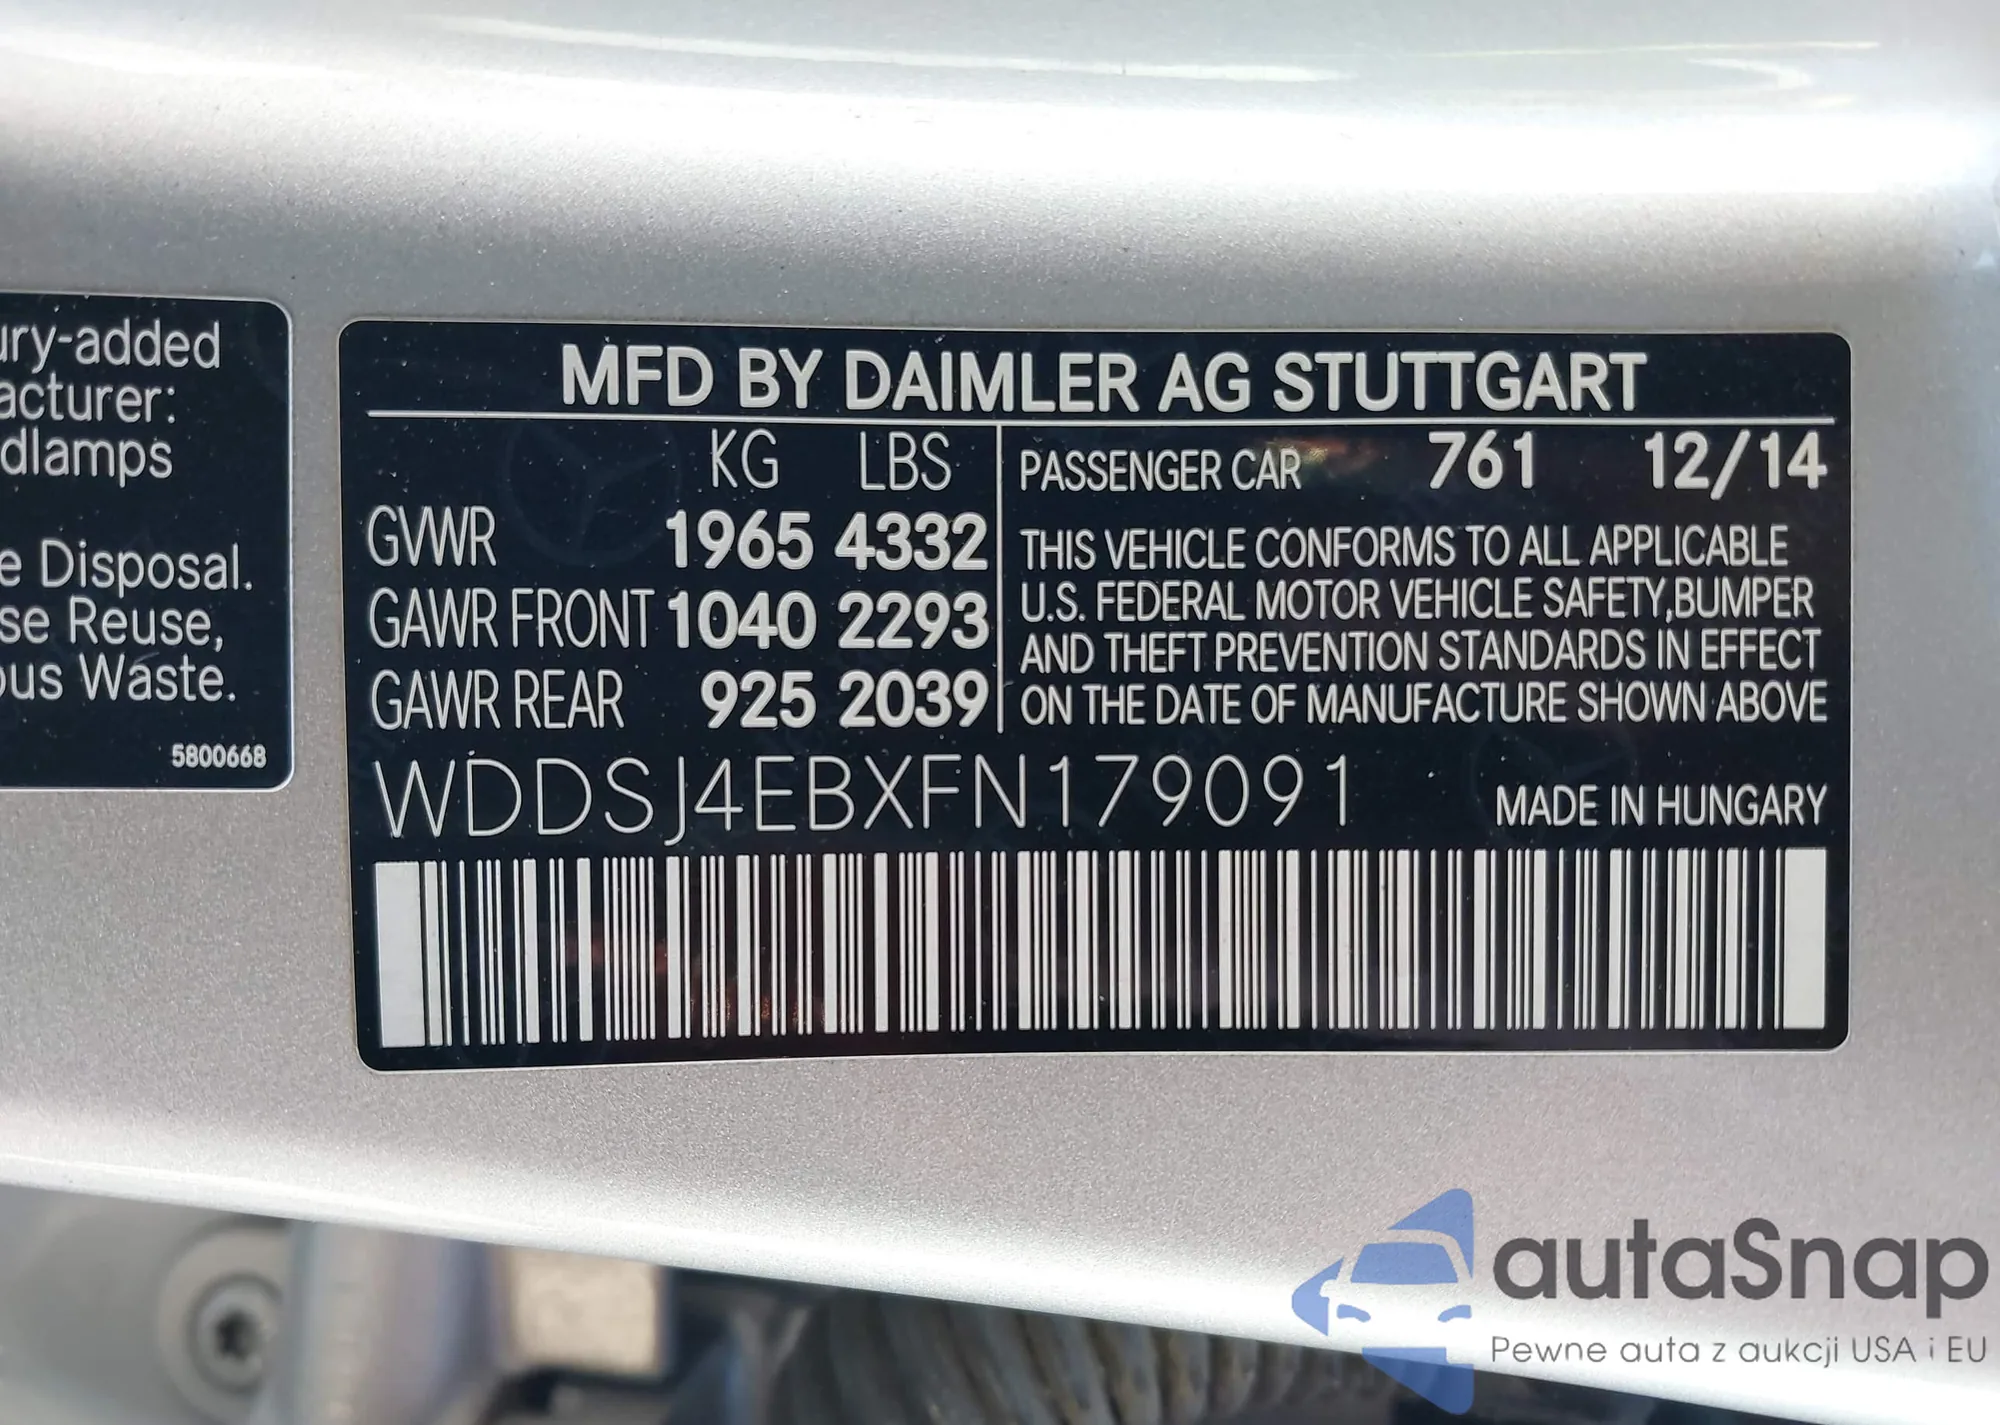 ury-added
acturer:
dlamps
e Disposal.
se Reuse,
ous Waste.
5800668
MFD BY DAIMLER AG STUTTGART
KG LBS
GVWR 1965 4332
GAWR FRONT 1040 2293
GAWR REAR 925 2039
PASSENGER CAR 761 12/14
THIS VEHICLE CONFORMS TO ALL APPLICABLE
U.S. FEDERAL MOTOR VEHICLE SAFETY,BUMPER
AND THEFT PREVENTION STANDARDS IN EFFECT
ON THE DATE OF MANUFACTURE SHOWN ABOVE
WDDSJ4EBXFN179091 MADE IN HUNGARY
autaSnap
Pewne auta z aukcji USA i EU